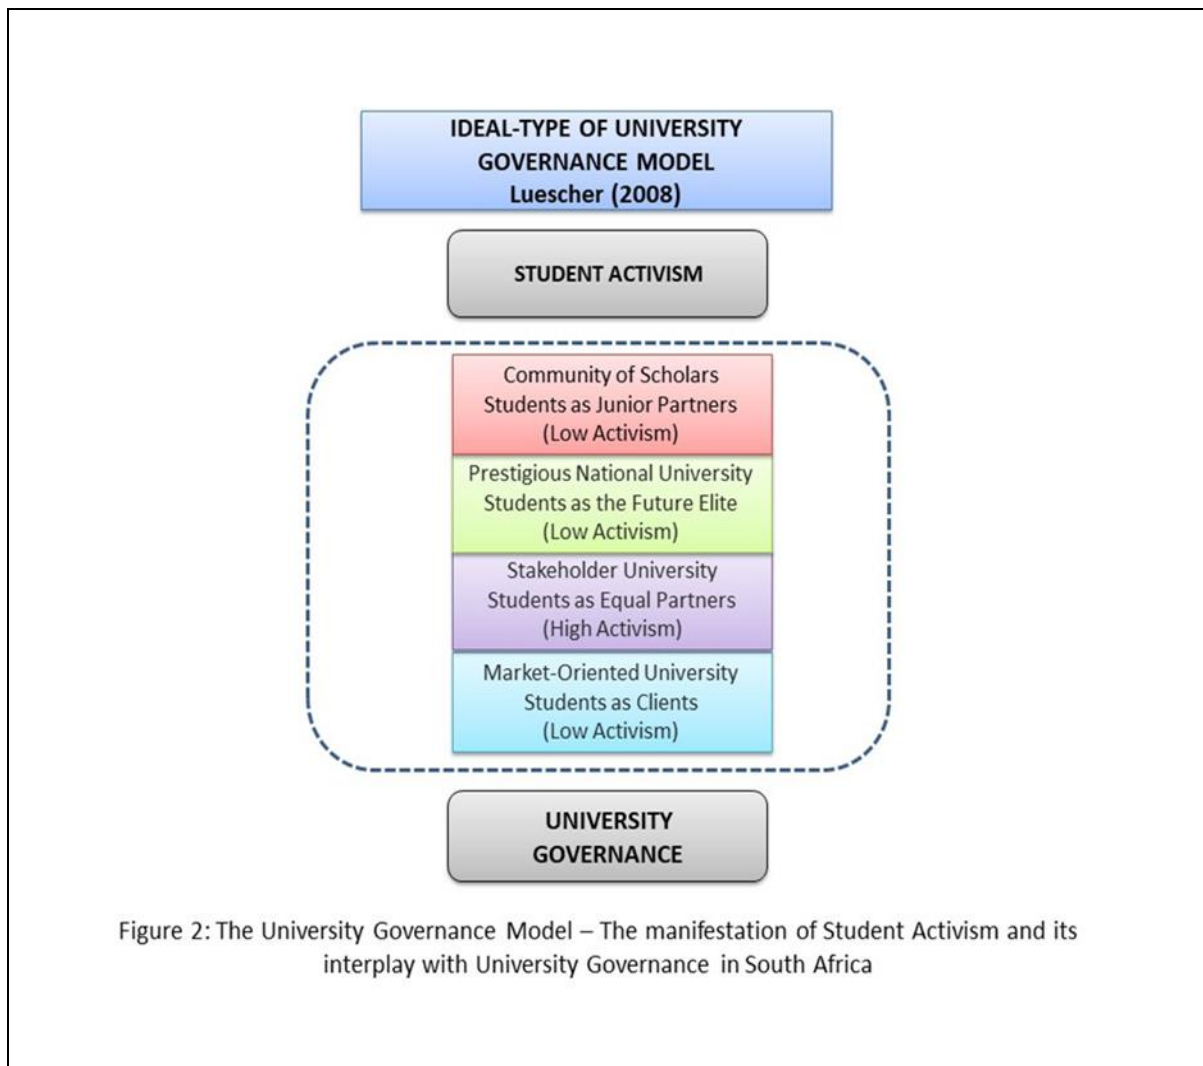 IDEAL-TYPE OF UNIVERSITY
GOVERNANCE MODEL
Luescher (2008)
STUDENT ACTIVISM
Community of Scholars
Students as Junior Partners
(Low Activism)
Prestigious National University
Students as the Future Elite
(Low Activism)
Stakeholder University
Students as Equal Partners
(High Activism)
Market-Oriented University
Students as Clients
(Low Activism)
UNIVERSITY
GOVERNANCE
Figure 2: The University Governance Model – The manifestation of Student Activism and its
interplay with University Governance in South Africa